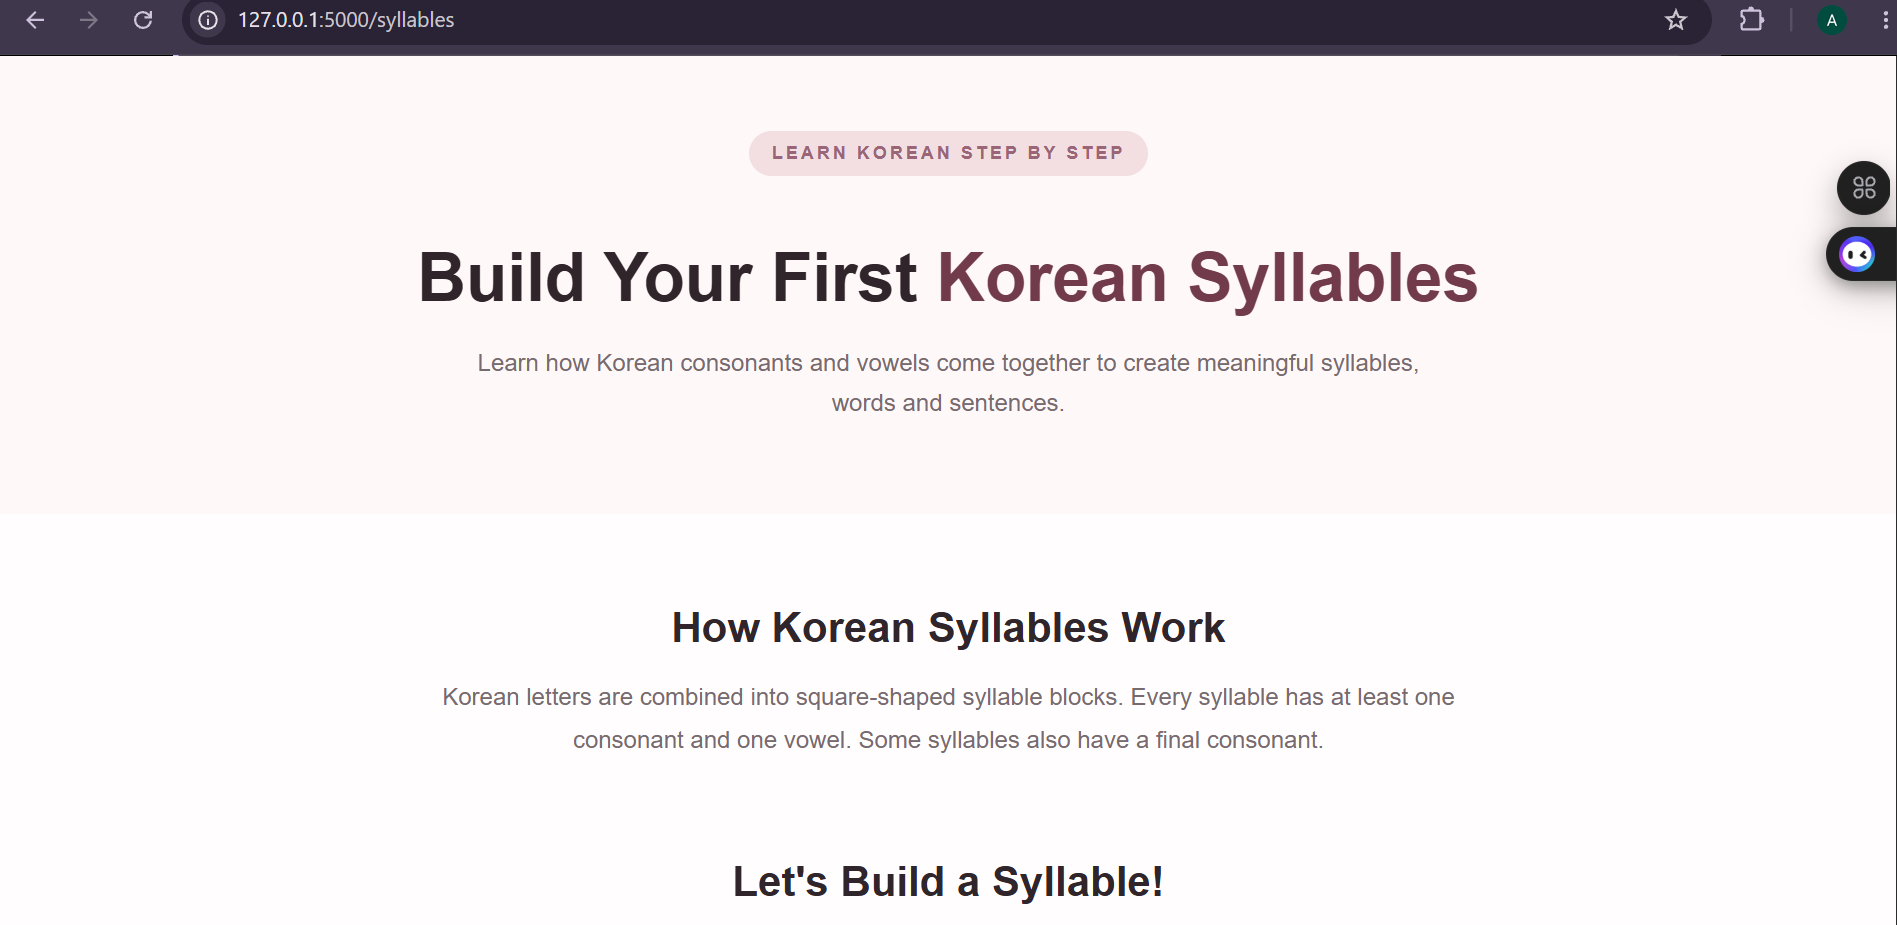 127.0.0.1:5000/syllables
A
LEARN KOREAN STEP BY STEP
Build Your First Korean Syllables
Learn how Korean consonants and vowels come together to create meaningful syllables,
words and sentences.
How Korean Syllables Work
Korean letters are combined into square-shaped syllable blocks. Every syllable has at least one
consonant and one vowel. Some syllables also have a final consonant.
Let's Build a Syllable!